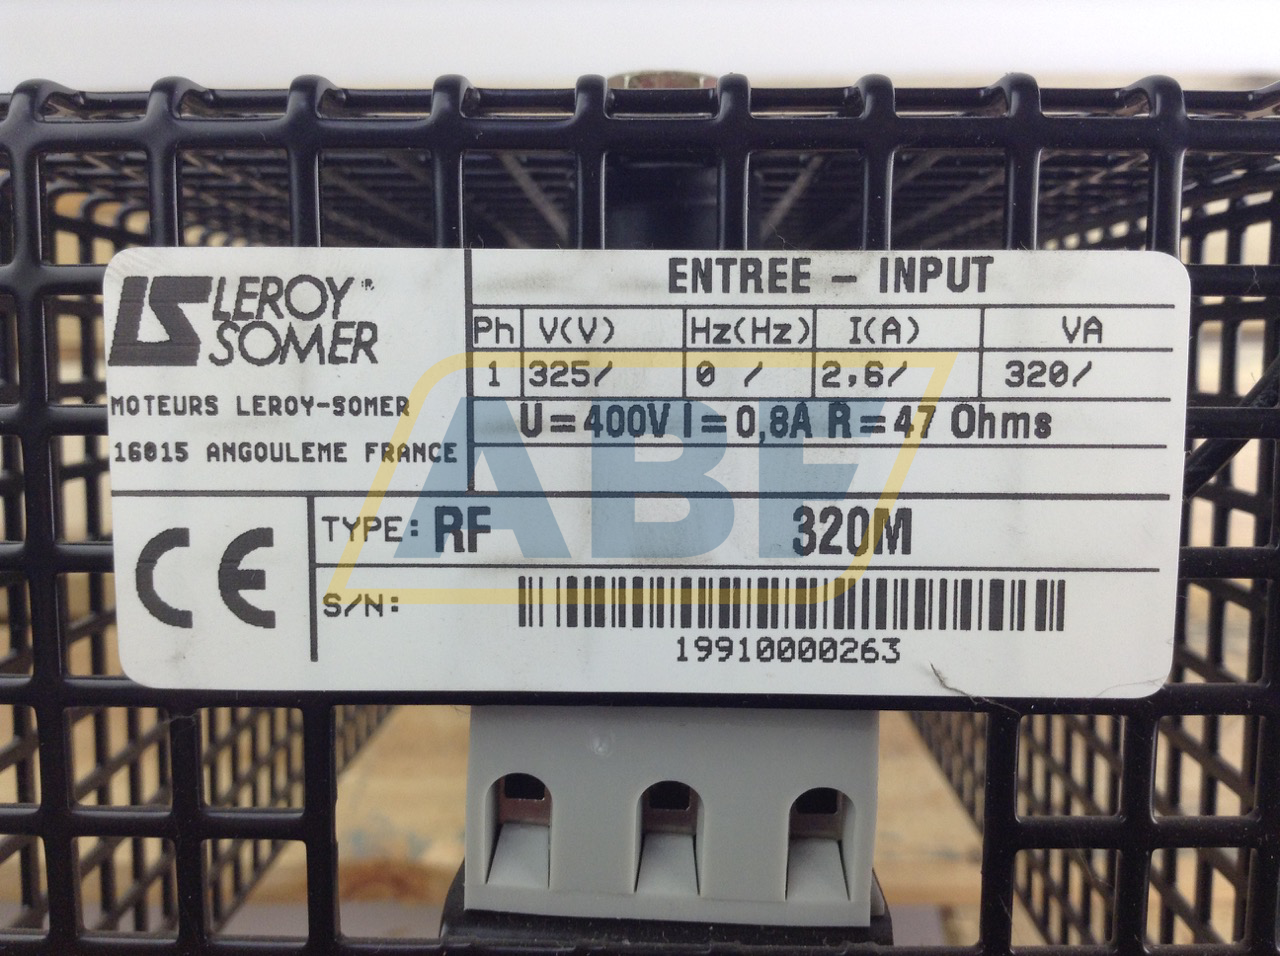 LEROY®
SOMER
MOTEURS LEROY-SOMER
16015 ANGOULEME FRANCE
ENTREE - INPUT
Ph V(V) Hz(Hz) I(A) VA
1 325/ 0 / 2,6/ 320/
U=400V I=0,8A R=47 Ohms
CE
TYPE: RF 320M
S/N:
19910000263
ABF